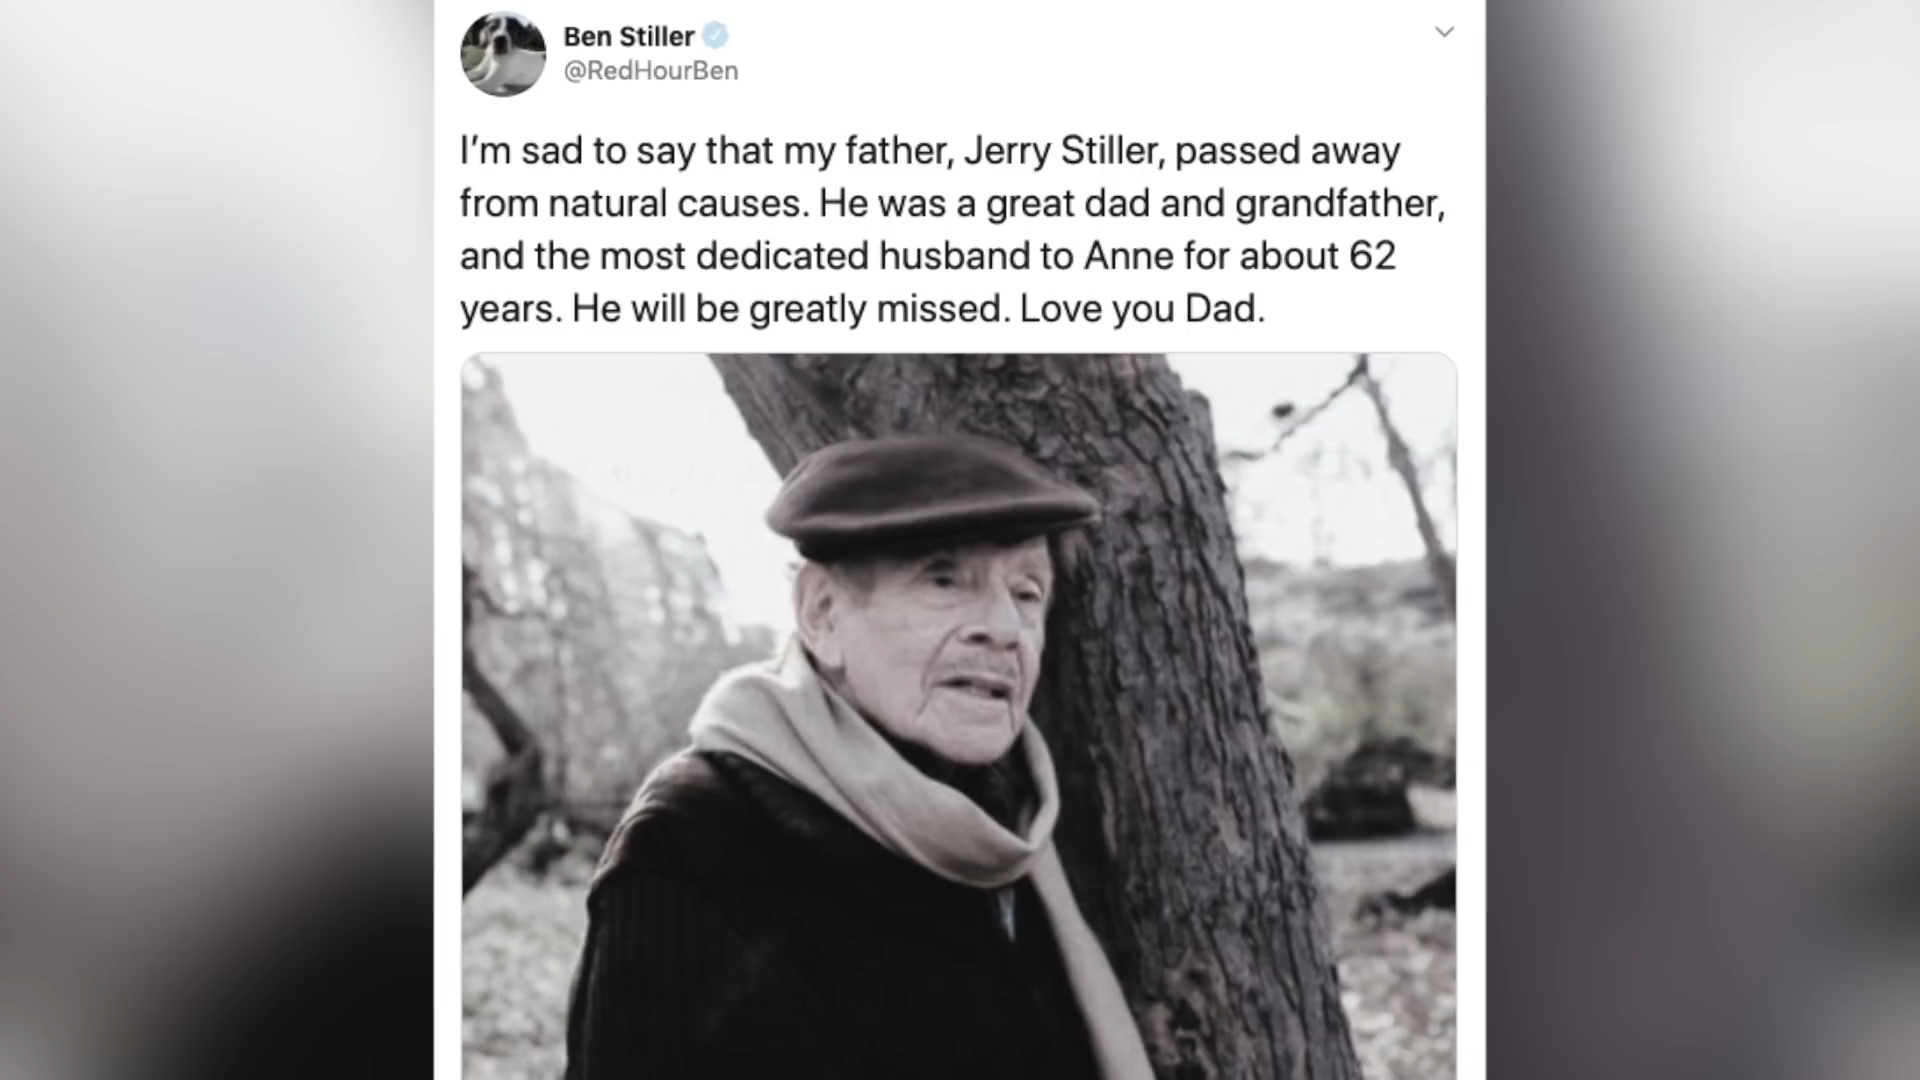 Ben Stiller
@RedHourBen
I’m sad to say that my father, Jerry Stiller, passed away
from natural causes. He was a great dad and grandfather,
and the most dedicated husband to Anne for about 62
years. He will be greatly missed. Love you Dad.